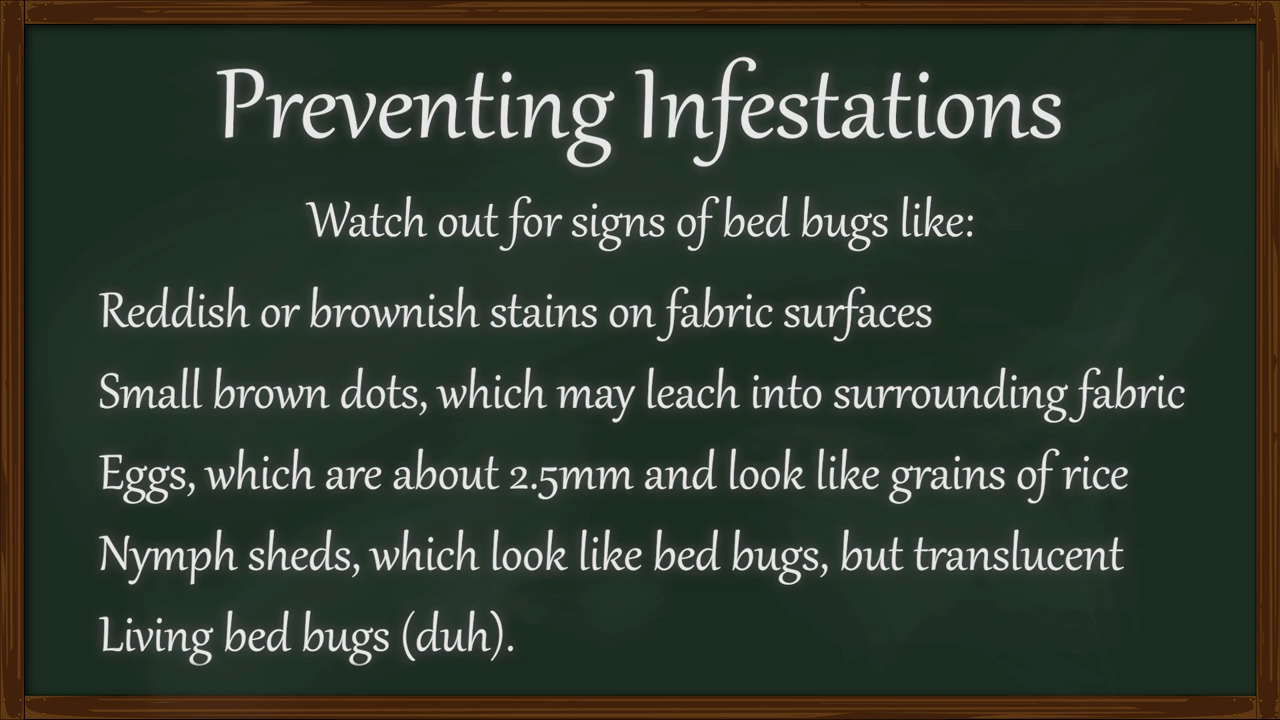 Preventing Infestations
Watch out for signs of bed bugs like:
Reddish or brownish stains on fabric surfaces
Small brown dots, which may leach into surrounding fabric
Eggs, which are about 2.5mm and look like grains of rice
Nymph sheds, which look like bed bugs, but translucent
Living bed bugs (duh).